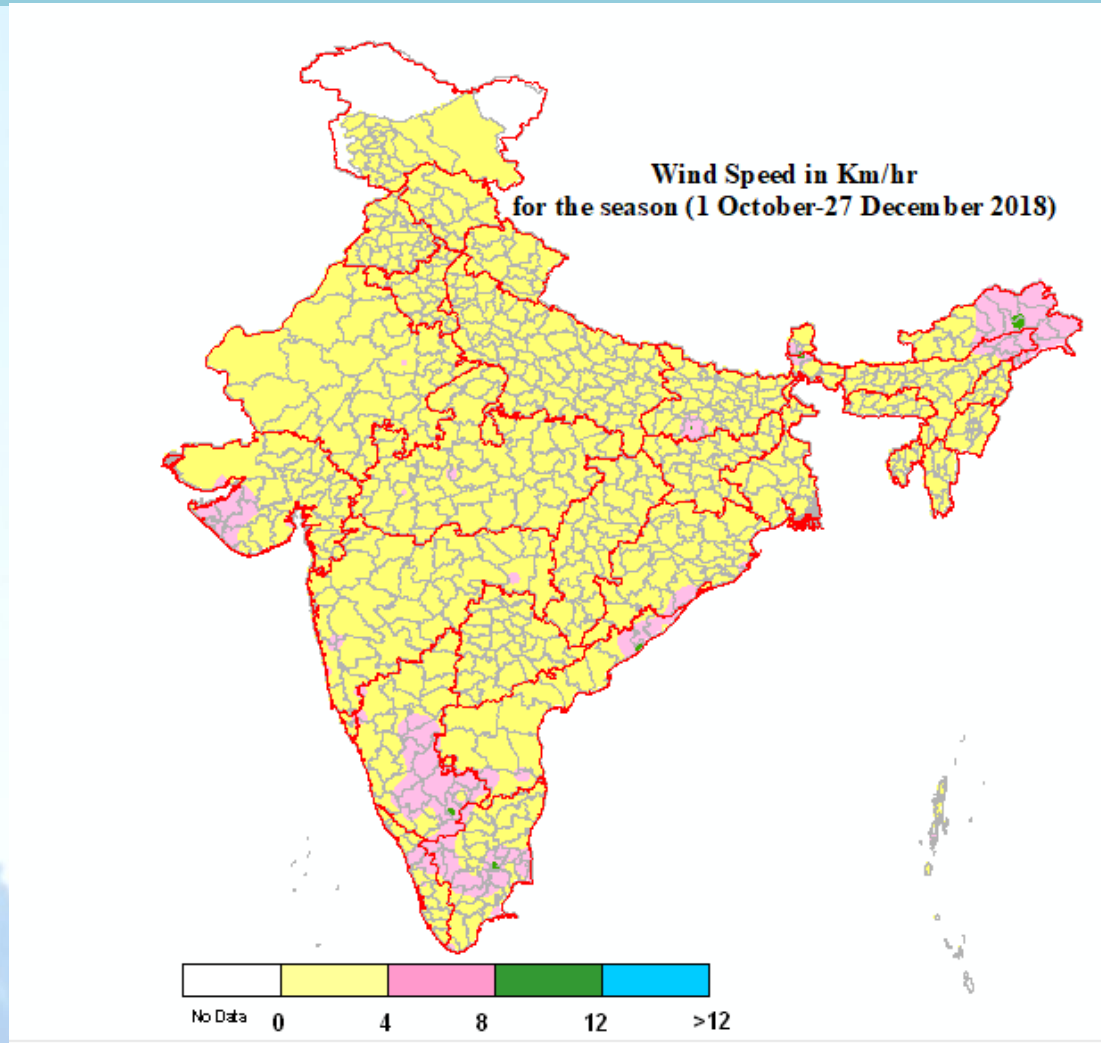 Wind Speed in Km/hr
for the season (1 October-27 December 2018)
No Data 0 4 8 12 >12